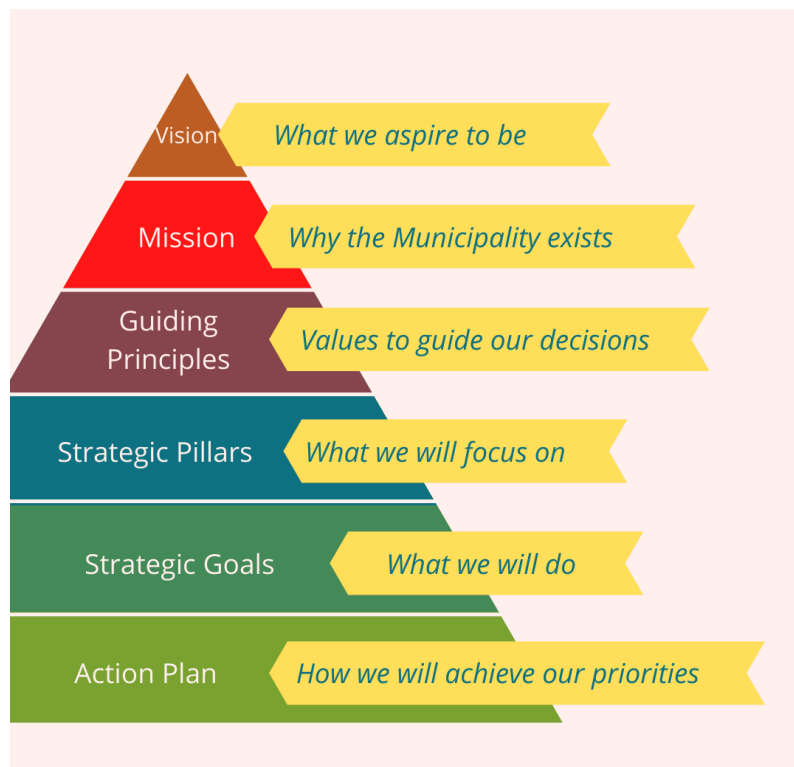 Vision
What we aspire to be
Mission
Why the Municipality exists
Guiding
Principles
Values to guide our decisions
Strategic Pillars
What we will focus on
Strategic Goals
What we will do
Action Plan
How we will achieve our priorities